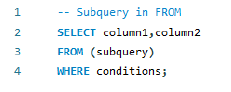 1 -- Subquery in FROM
2 SELECT column1,column2
3 FROM (subquery)
4 WHERE conditions;